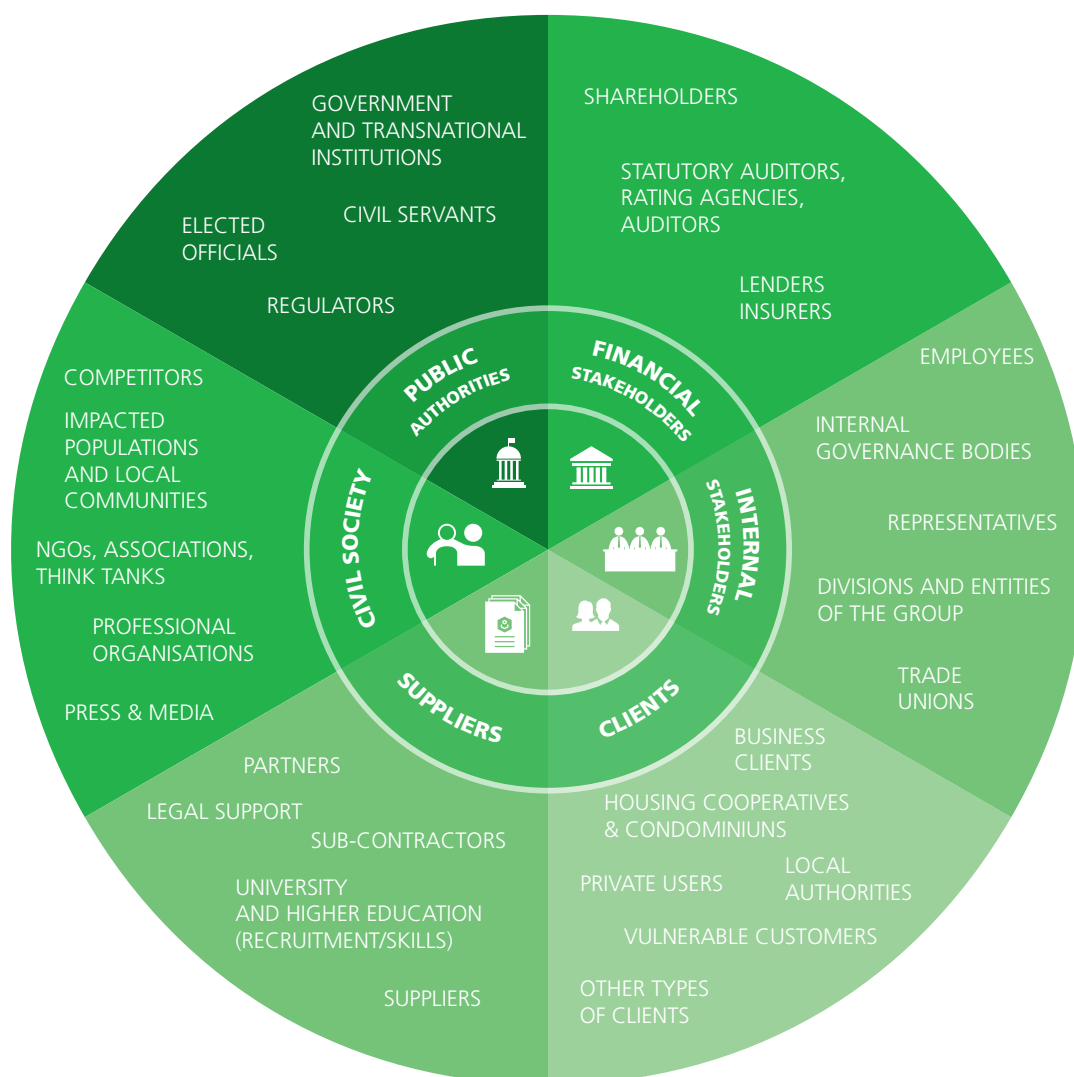 GOVERNMENT
AND TRANSNATIONAL
INSTITUTIONS
CIVIL SERVANTS
ELECTED
OFFICIALS
REGULATORS
SHAREHOLDERS
STATUTORY AUDITORS,
RATING AGENCIES,
AUDITORS
LENDERS
INSURERS
EMPLOYEES
INTERNAL
GOVERNANCE BODIES
REPRESENTATIVES
DIVISIONS AND ENTITIES
OF THE GROUP
TRADE
UNIONS
BUSINESS
CLIENTS
HOUSING COOPERATIVES
& CONDOMINIUNS
LOCAL
AUTHORITIES
PRIVATE USERS
VULNERABLE CUSTOMERS
OTHER TYPES
OF CLIENTS
PARTNERS
LEGAL SUPPORT
SUB-CONTRACTORS
UNIVERSITY
AND HIGHER EDUCATION
(RECRUITMENT/SKILLS)
SUPPLIERS
COMPETITORS
IMPACTED
POPULATIONS
AND LOCAL
COMMUNITIES
NGOs, ASSOCIATIONS,
THINK TANKS
PROFESSIONAL
ORGANISATIONS
PRESS & MEDIA
PUBLIC
AUTHORITIES
FINANCIAL
STAKEHOLDERS
INTERNAL
STAKEHOLDERS
CLIENTS
SUPPLIERS
CIVIL SOCIETY